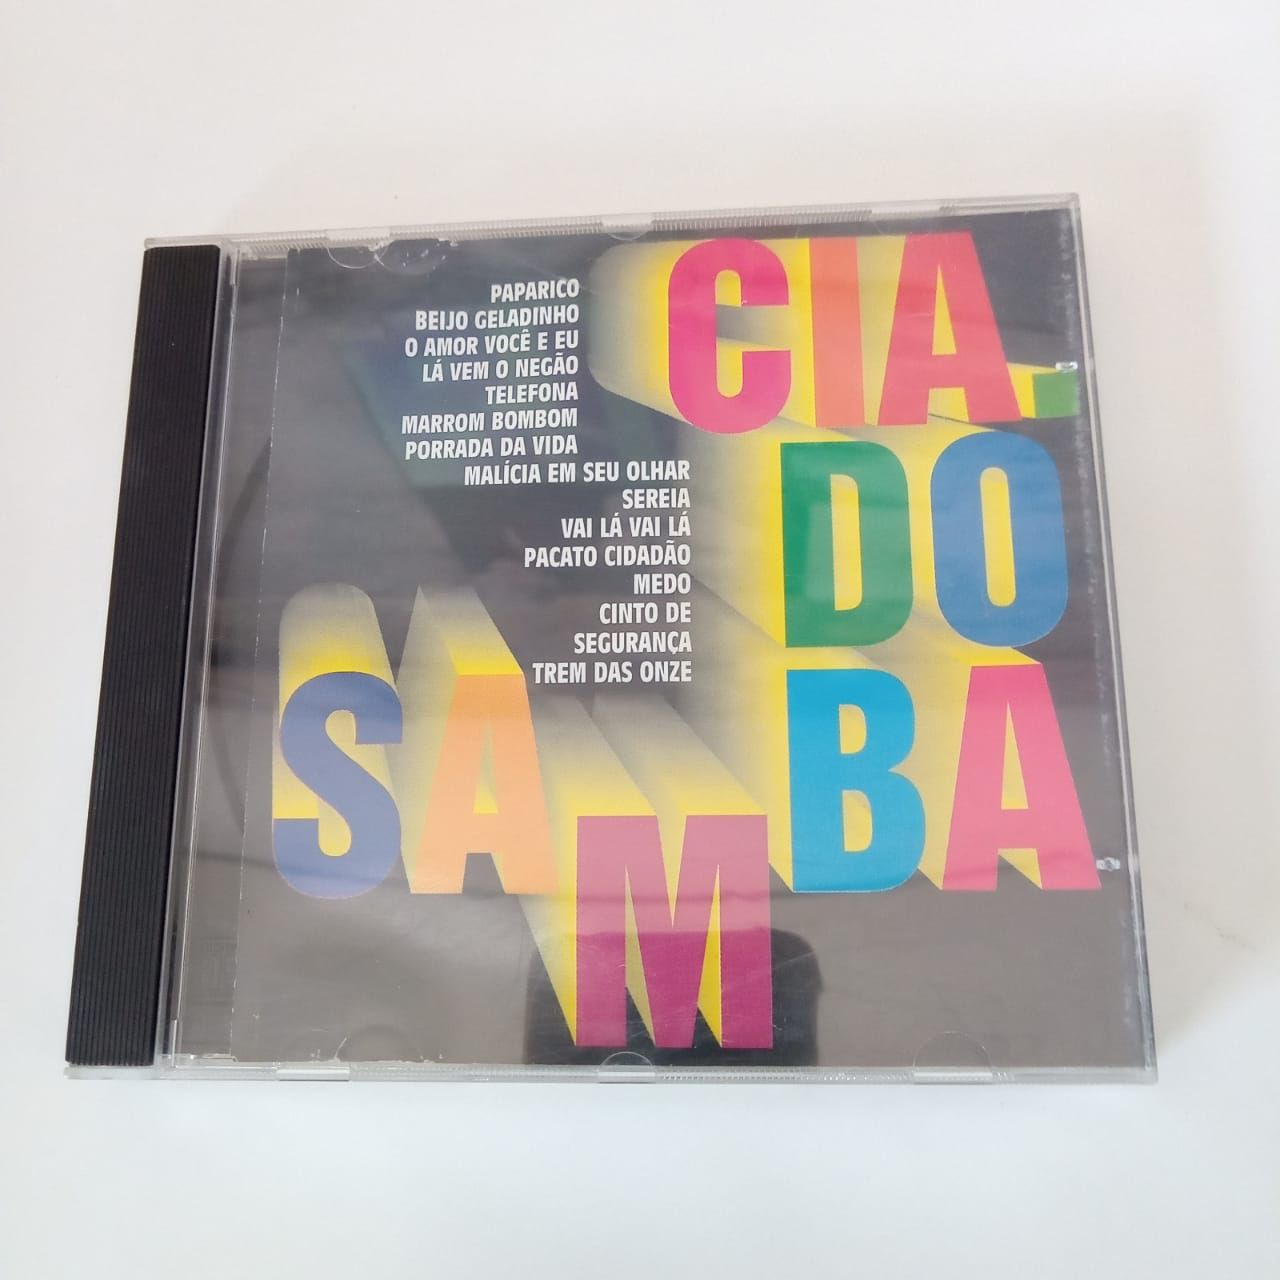 CIA.
DO
SAMBA
PAPARICO
BEIJO GELADINHO
O AMOR VOCÊ E EU
LÁ VEM O NEGÃO
TELEFONA
MARROM BOMBOM
PORRADA DA VIDA
MALÍCIA EM SEU OLHAR
SEREIA
VAI LÁ VAI LÁ
PACATO CIDADÃO
MEDO
CINTO DE
SEGURANÇA
TREM DAS ONZE